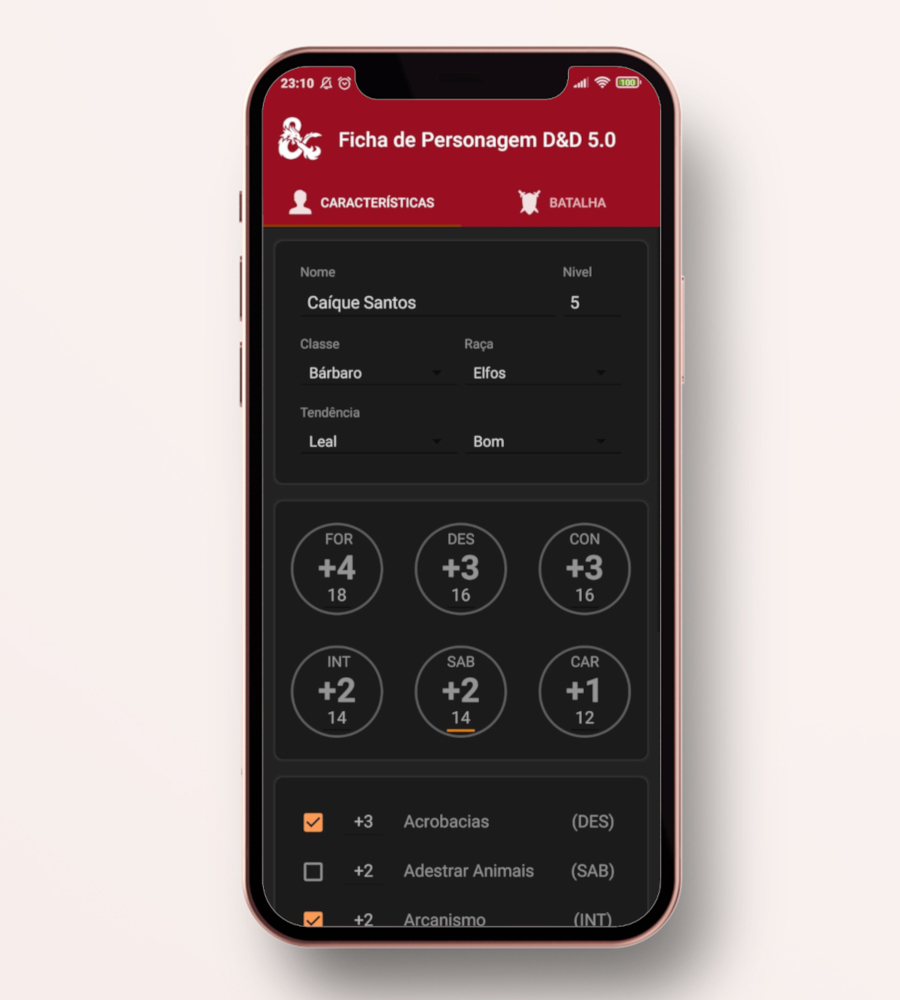 23:10 100
Ficha de Personagem D&D 5.0
CARACTERÍSTICAS BATALHA
Nome Nivel
Caíque Santos 5
Classe Raça
Bárbaro Elfos
Tendência
Leal Bom
FOR DES CON
+4 +3 +3
18 16 16
INT SAB CAR
+2 +2 +1
14 14 12
+3 Acrobacias (DES)
+2 Adestrar Animais (SAB)
+2 Arcanismo (INT)